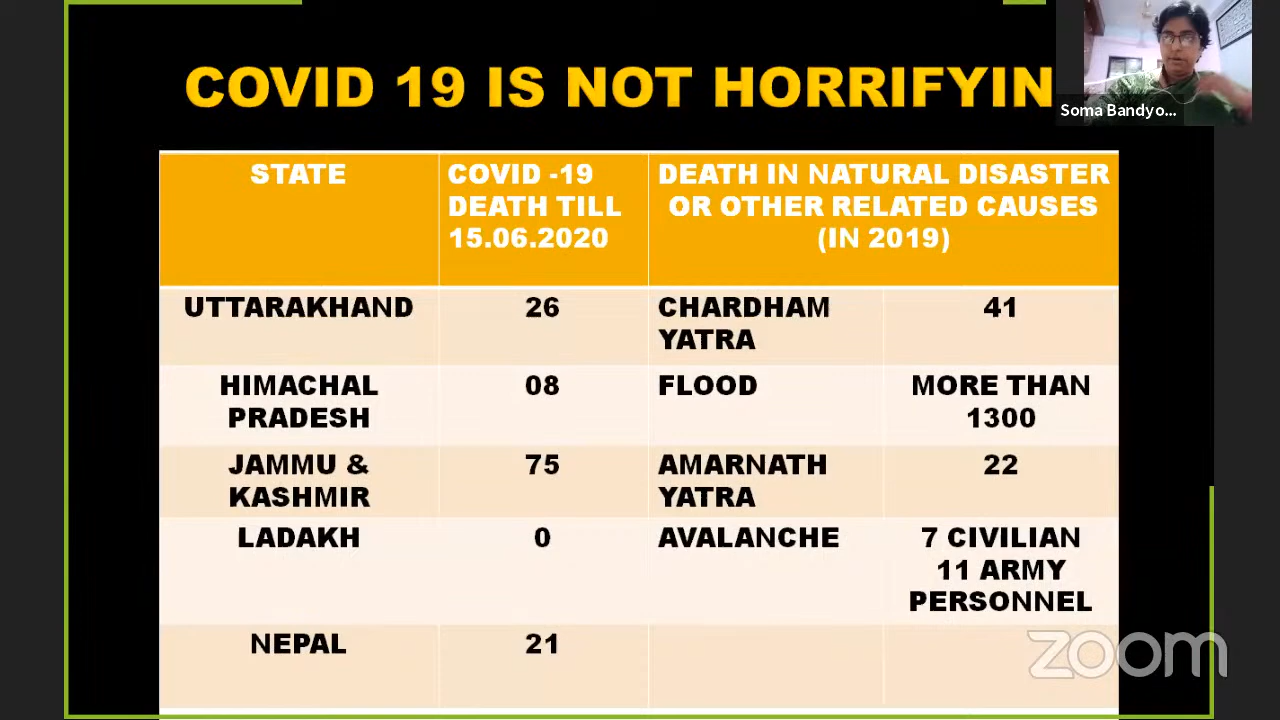 COVID 19 IS NOT HORRIFYIN
Soma Bandyo...
STATE
COVID -19
DEATH TILL
15.06.2020
DEATH IN NATURAL DISASTER
OR OTHER RELATED CAUSES
(IN 2019)
UTTARAKHAND
26
CHARDHAM
YATRA
41
HIMACHAL
PRADESH
08
FLOOD
MORE THAN
1300
JAMMU &
KASHMIR
75
AMARNATH
YATRA
22
LADAKH
0
AVALANCHE
7 CIVILIAN
11 ARMY
PERSONNEL
NEPAL
21
zoom